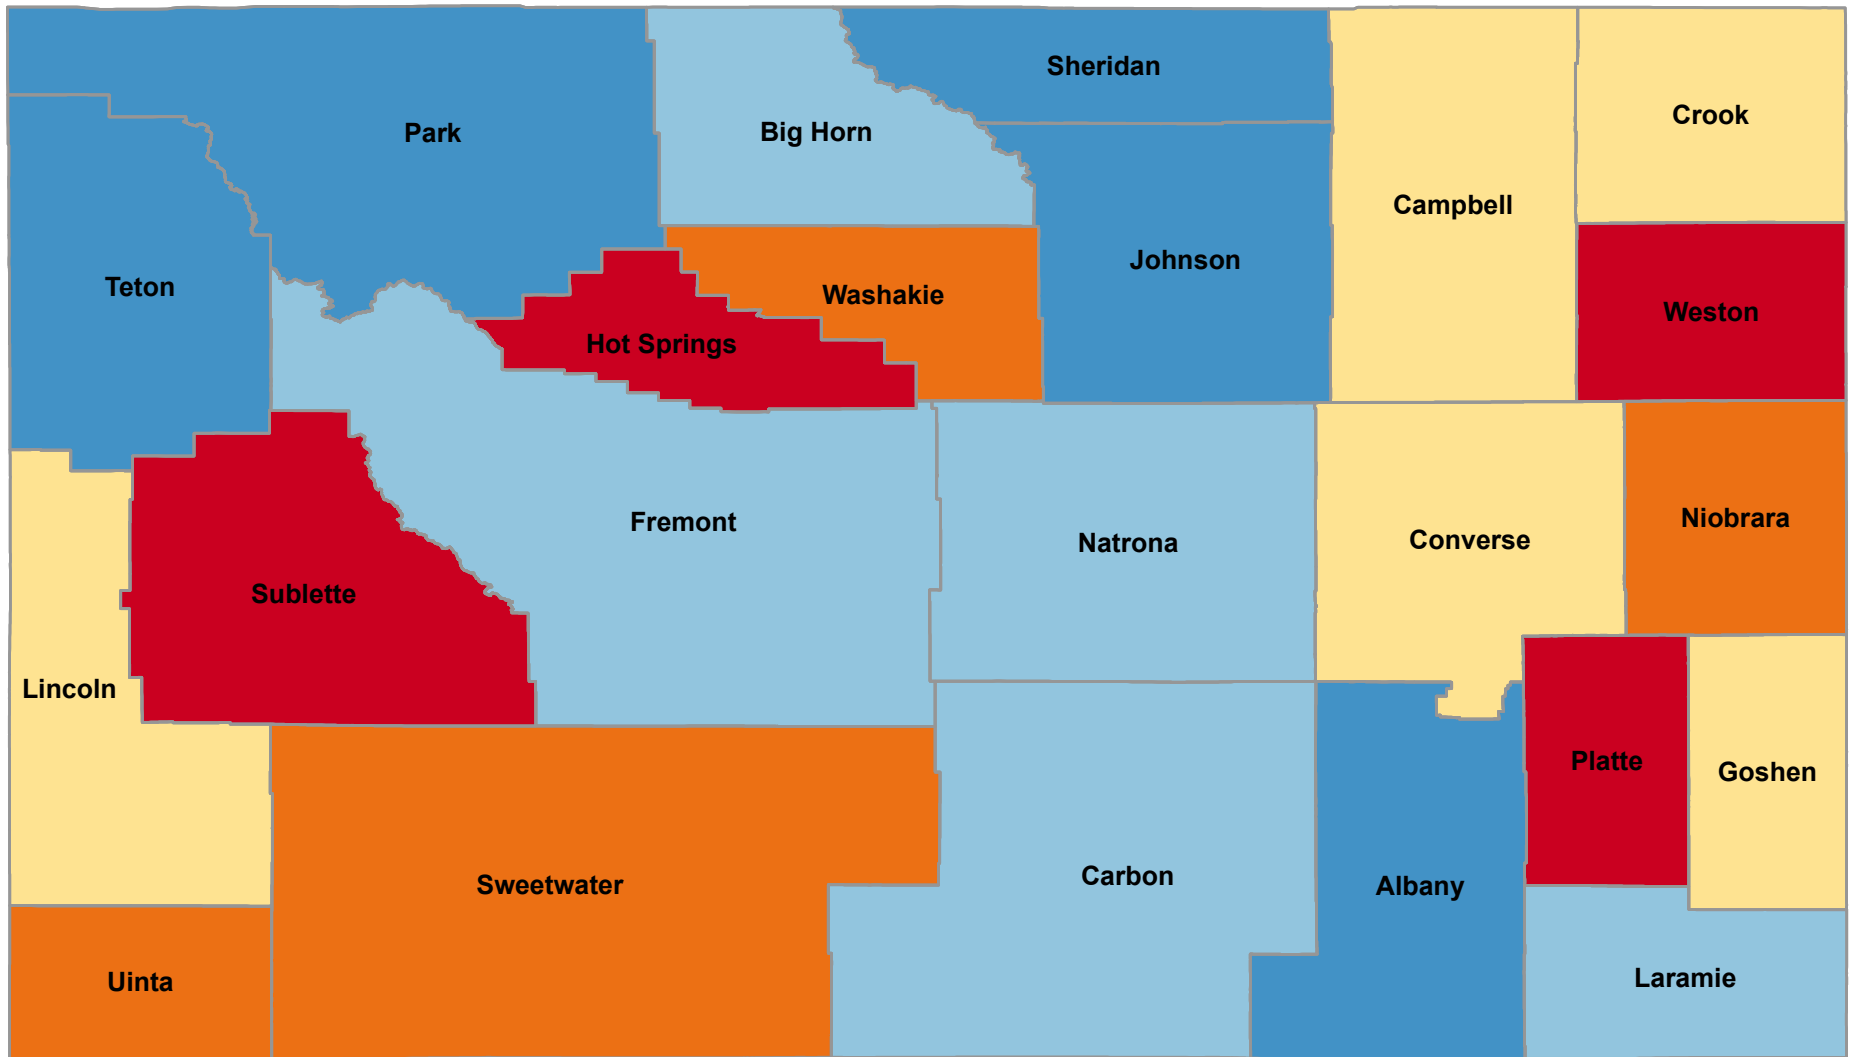 Sheridan
Crook
Park
Big Horn
Campbell
Johnson
Teton
Washakie
Weston
Hot Springs
Niobrara
Fremont
Converse
Natrona
Sublette
Lincoln
Platte
Goshen
Carbon
Sweetwater
Albany
Laramie
Uinta